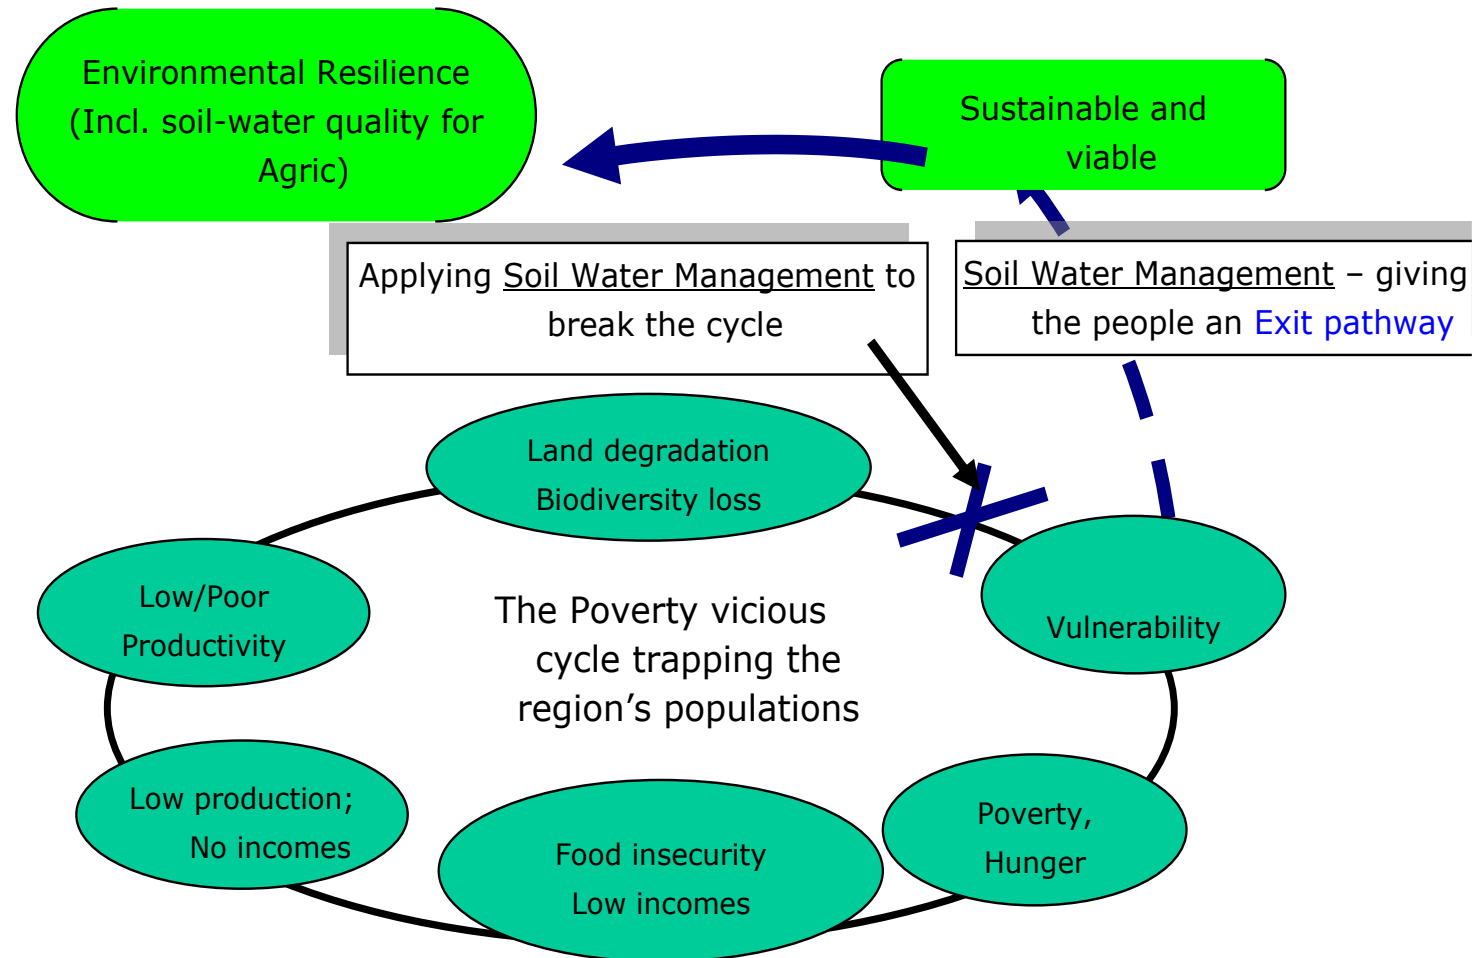 Environmental Resilience
(Incl. soil-water quality for
Agric)
Sustainable and
viable
Applying Soil Water Management to
break the cycle
Soil Water Management – giving
the people an Exit pathway
Land degradation
Biodiversity loss
Low/Poor
Productivity
The Poverty vicious
cycle trapping the
region’s populations
Vulnerability
Low production;
No incomes
Food insecurity
Low incomes
Poverty,
Hunger